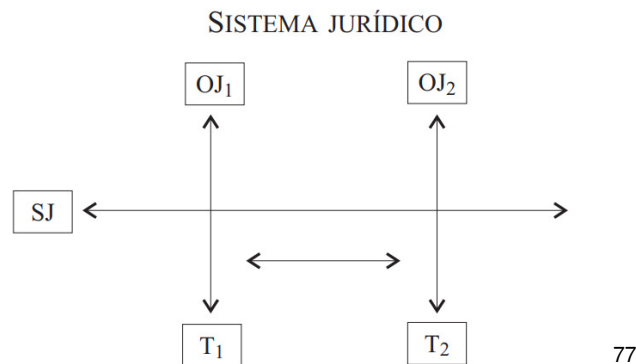 SISTEMA JURÍDICO
OJ₁ OJ₂
SJ
T₁ T₂
77